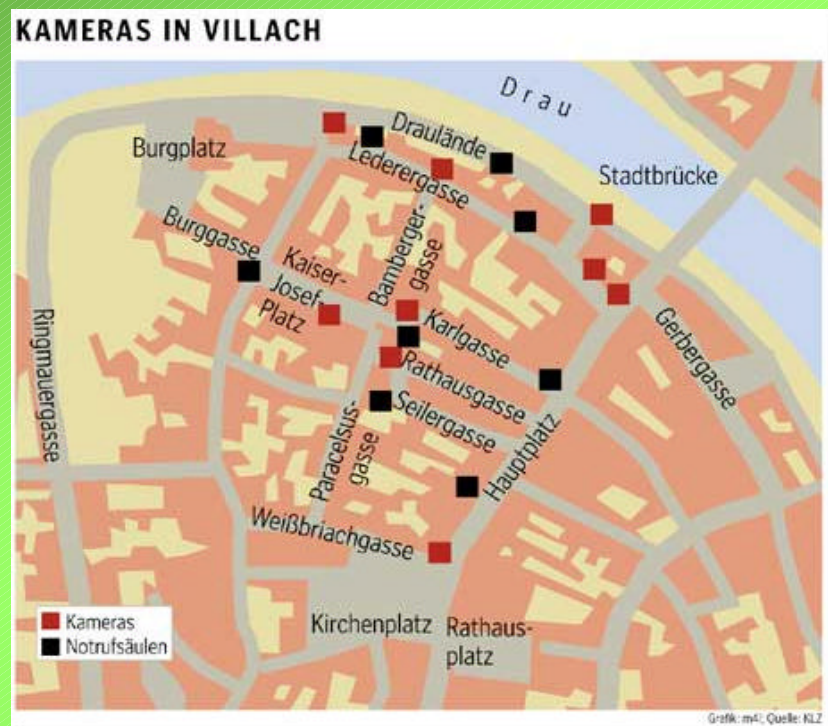 KAMERAS IN VILLACH
Drau
Draulände
Burgplatz
Lederergasse
Stadtbrücke
Burggasse
Kaiser-
Josef-
Platz
Bamberger-
gasse
Karlgasse
Ringmauergasse
Rathausgasse
Gerbergasse
Seilergasse
Paracelsus-
gasse
Hauptplatz
Weißbriachgasse
Kirchenplatz
Rathaus-
platz
Kameras
Notrufsäulen
Grafik: Quelle: KLZ